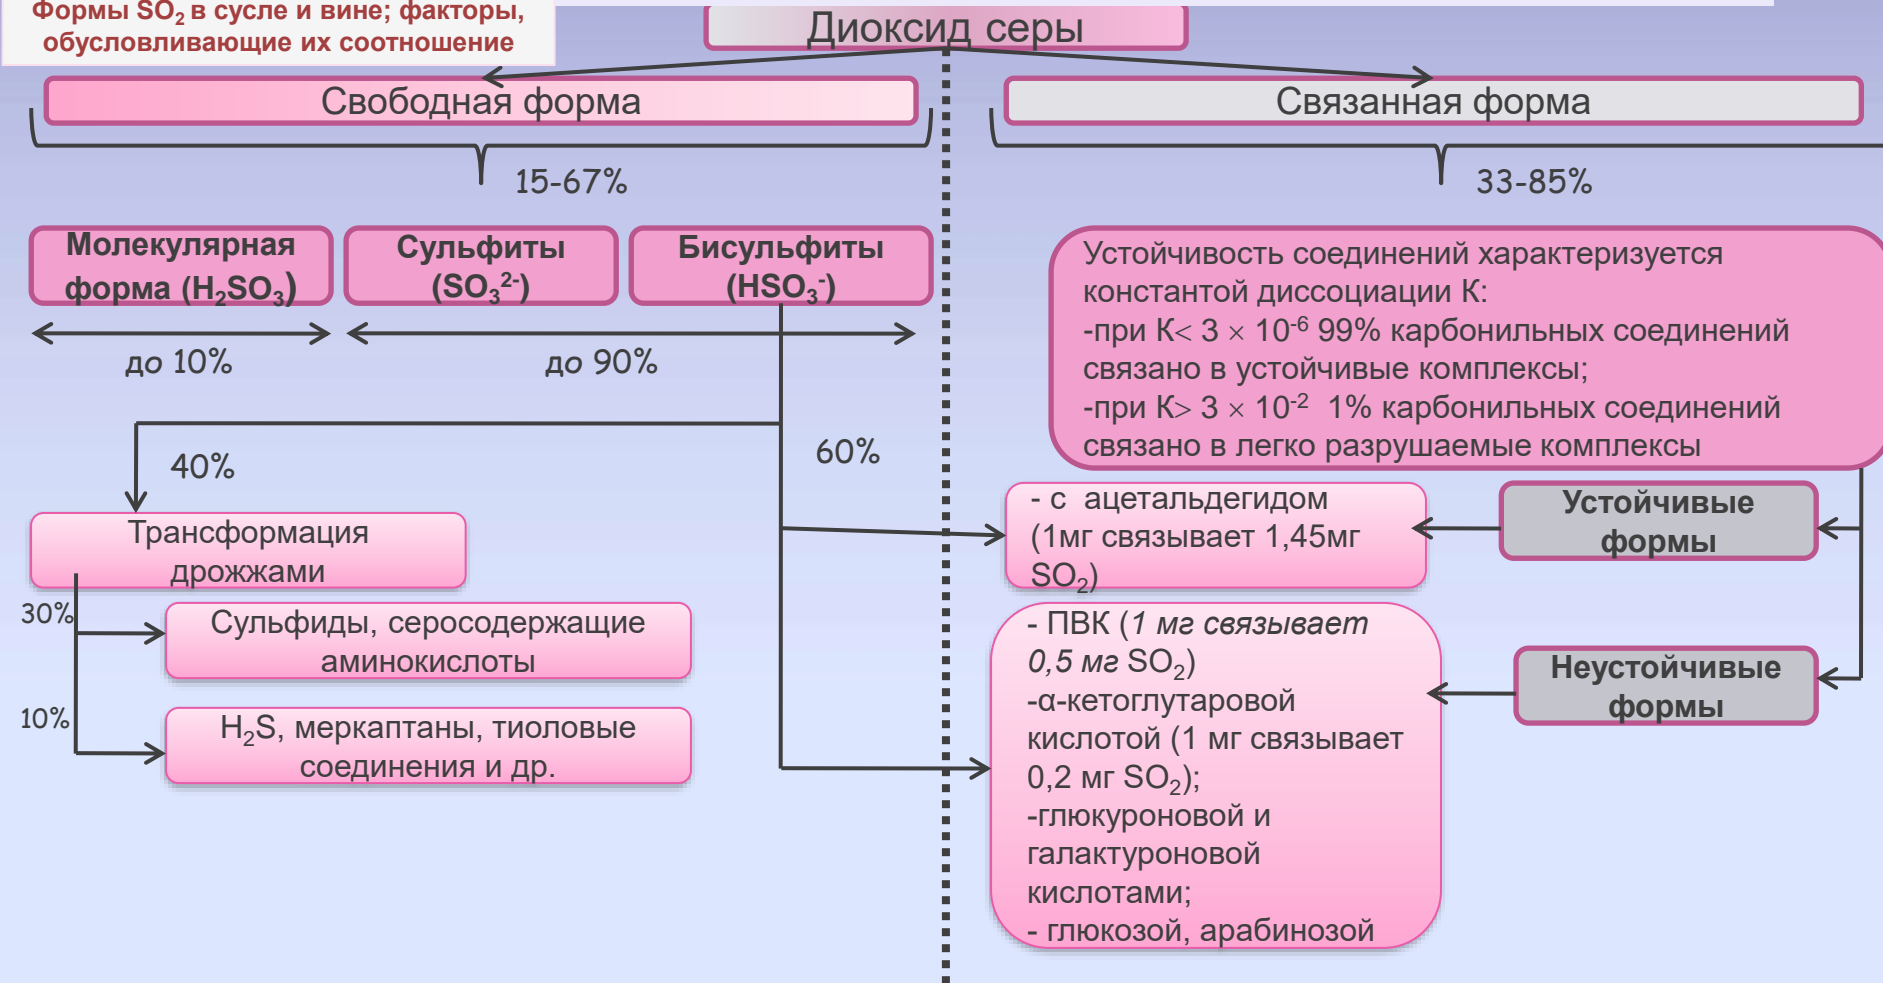 Формы SO₂ в сусле и вине; факторы,
обусловливающие их соотношение
Диоксид серы
Свободная форма
Связанная форма
15-67%
33-85%
Молекулярная
форма (H₂SO₃)
Сульфиты
(SO₃²⁻)
Бисульфиты
(HSO₃⁻)
до 10%
до 90%
Устойчивость соединений характеризуется
константой диссоциации К:
-при К< 3 × 10⁻⁶ 99% карбонильных соединений
связано в устойчивые комплексы;
-при К> 3 × 10⁻² 1% карбонильных соединений
связано в легко разрушаемые комплексы
40%
60%
Трансформация
дрожжами
30%
Сульфиды, серосодержащие
аминокислоты
10%
H₂S, меркаптаны, тиоловые
соединения и др.
- с ацетальдегидом
(1мг связывает 1,45мг
SO₂)
Устойчивые
формы
- ПВК (1 мг связывает
0,5 мг SO₂)
-α-кетоглутаровой
кислотой (1 мг связывает
0,2 мг SO₂);
-глюкуроновой и
галактуроновой
кислотами;
- глюкозой, арабинозой
Неустойчивые
формы